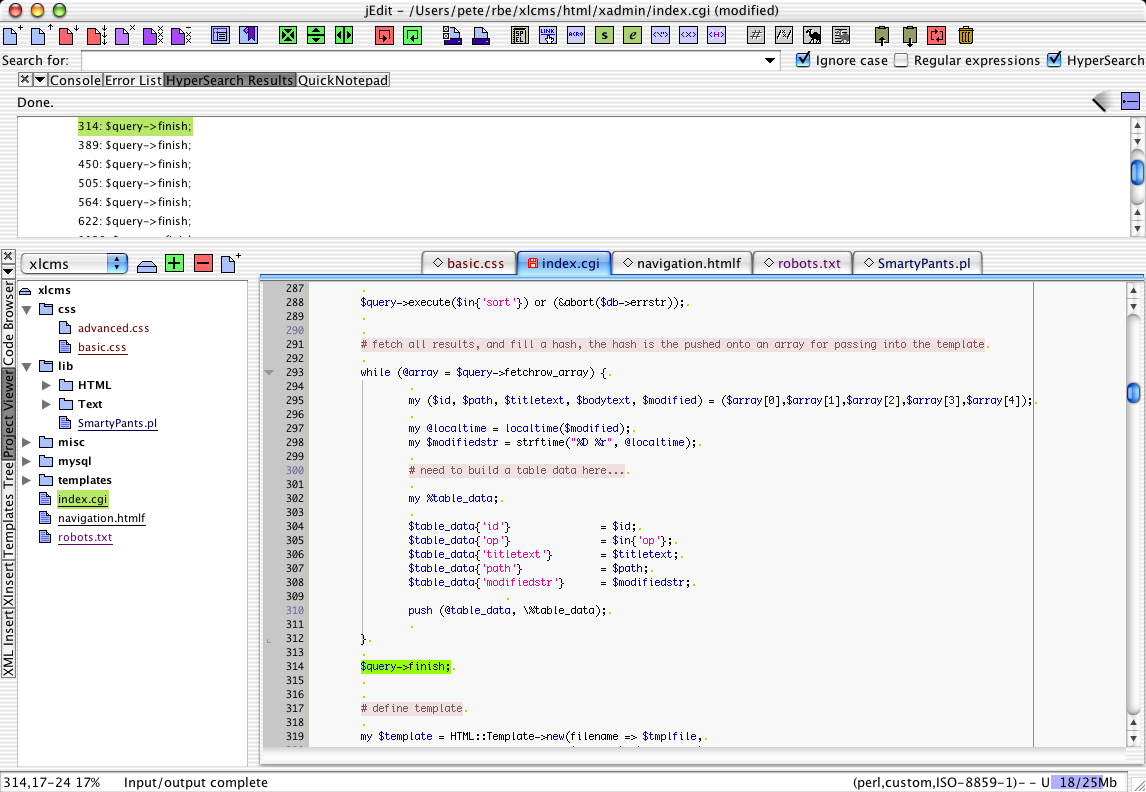 jEdit - /Users/pete/rbe/xlcms/html/xadmin/index.cgi (modified)
Search for:
Ignore case
Regular expressions
HyperSearch
Console Error List HyperSearch Results QuickNotepad
Done.
314: $query->finish;
389: $query->finish;
450: $query->finish;
505: $query->finish;
564: $query->finish;
622: $query->finish;
Code Browser
Project Viewer
Tree
Templates
XInsert
XML Insert
xlcms
xlcms
css
advanced.css
basic.css
lib
HTML
Text
SmartyPants.pl
misc
mysql
templates
index.cgi
navigation.htmlf
robots.txt
basic.css index.cgi navigation.htmlf robots.txt SmartyPants.pl
287 .
288 $query->execute($in{'sort'}) or (&abort($db->errstr));.
289 .
290 .
291 # fetch all results, and fill a hash, the hash is the pushed onto an array for passing into the template.
292 .
293 while (@array = $query->fetchrow_array) {.
294 .
295 my ($id, $path, $titletext, $bodytext, $modified) = ($array[0],$array[1],$array[2],$array[3],$array[4]);.
296 .
297 my @localtime = localtime($modified);.
298 my $modifiedstr = strftime("%D %r", @localtime);.
299 .
300 # need to build a table data here....
301 .
302 my %table_data;.
303 .
304 $table_data{'id'} = $id;.
305 $table_data{'op'} = $in{'op'};.
306 $table_data{'titletext'} = $titletext;.
307 $table_data{'path'} = $path;.
308 $table_data{'modifiedstr'} = $modifiedstr;.
309 .
310 push (@table_data, \%table_data);.
311 .
312 }.
313 .
314 $query->finish;.
315 .
316 .
317 # define template.
318 .
319 my $template = HTML::Template->new(filename => $tmplfile,.
314,17-24 17% Input/output complete
(perl,custom,ISO-8859-1)- - U 18/25Mb